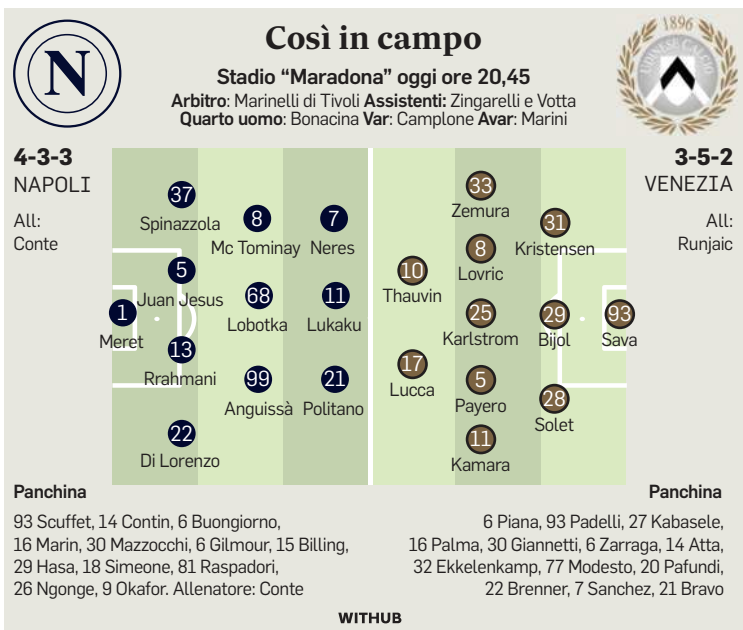 Così in campo
Stadio “Maradona” oggi ore 20,45
Arbitro: Marinelli di Tivoli Assistenti: Zingarelli e Votta
Quarto uomo: Bonacina Var: Camplone Avar: Marini
N
1896
UDINESE CALCIO
4-3-3
NAPOLI
All:
Conte
3-5-2
VENEZIA
All:
Runjaic
37
Spinazzola
5
Juan Jesus
1
Meret
13
Rrahmani
22
Di Lorenzo
8
Mc Tominay
68
Lobotka
99
Anguissà
7
Neres
11
Lukaku
21
Politano
10
Thauvin
17
Lucca
33
Zemura
8
Lovric
25
Karlstrom
5
Payero
11
Kamara
31
Kristensen
29
Bijol
28
Solet
93
Sava
Panchina
93 Scuffet, 14 Contin, 6 Buongiorno,
16 Marin, 30 Mazzocchi, 6 Gilmour, 15 Billing,
29 Hasa, 18 Simeone, 81 Raspadori,
26 Ngonge, 9 Okafor. Allenatore: Conte
Panchina
6 Piana, 93 Padelli, 27 Kabasele,
16 Palma, 30 Giannetti, 6 Zarraga, 14 Atta,
32 Ekkelenkamp, 77 Modesto, 20 Pafundi,
22 Brenner, 7 Sanchez, 21 Bravo
WITHUB